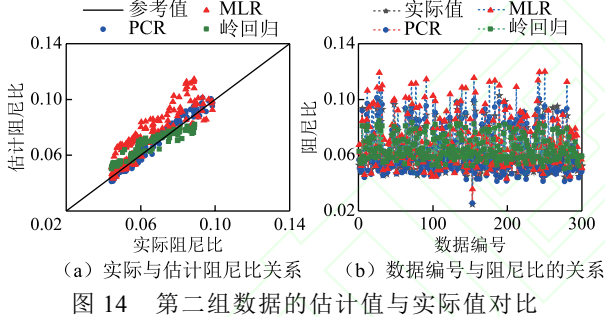 参考值 MLR
PCR 岭回归
0.14
0.10
0.06
0.02
0.06 0.10 0.14
估计阻尼比
实际阻尼比
(a)实际与估计阻尼比关系
实际值 MLR
PCR 岭回归
0.14
0.10
0.06
0.02
0 100 200 300
阻尼比
数据编号
(b)数据编号与阻尼比的关系
图 14 第二组数据的估计值与实际值对比